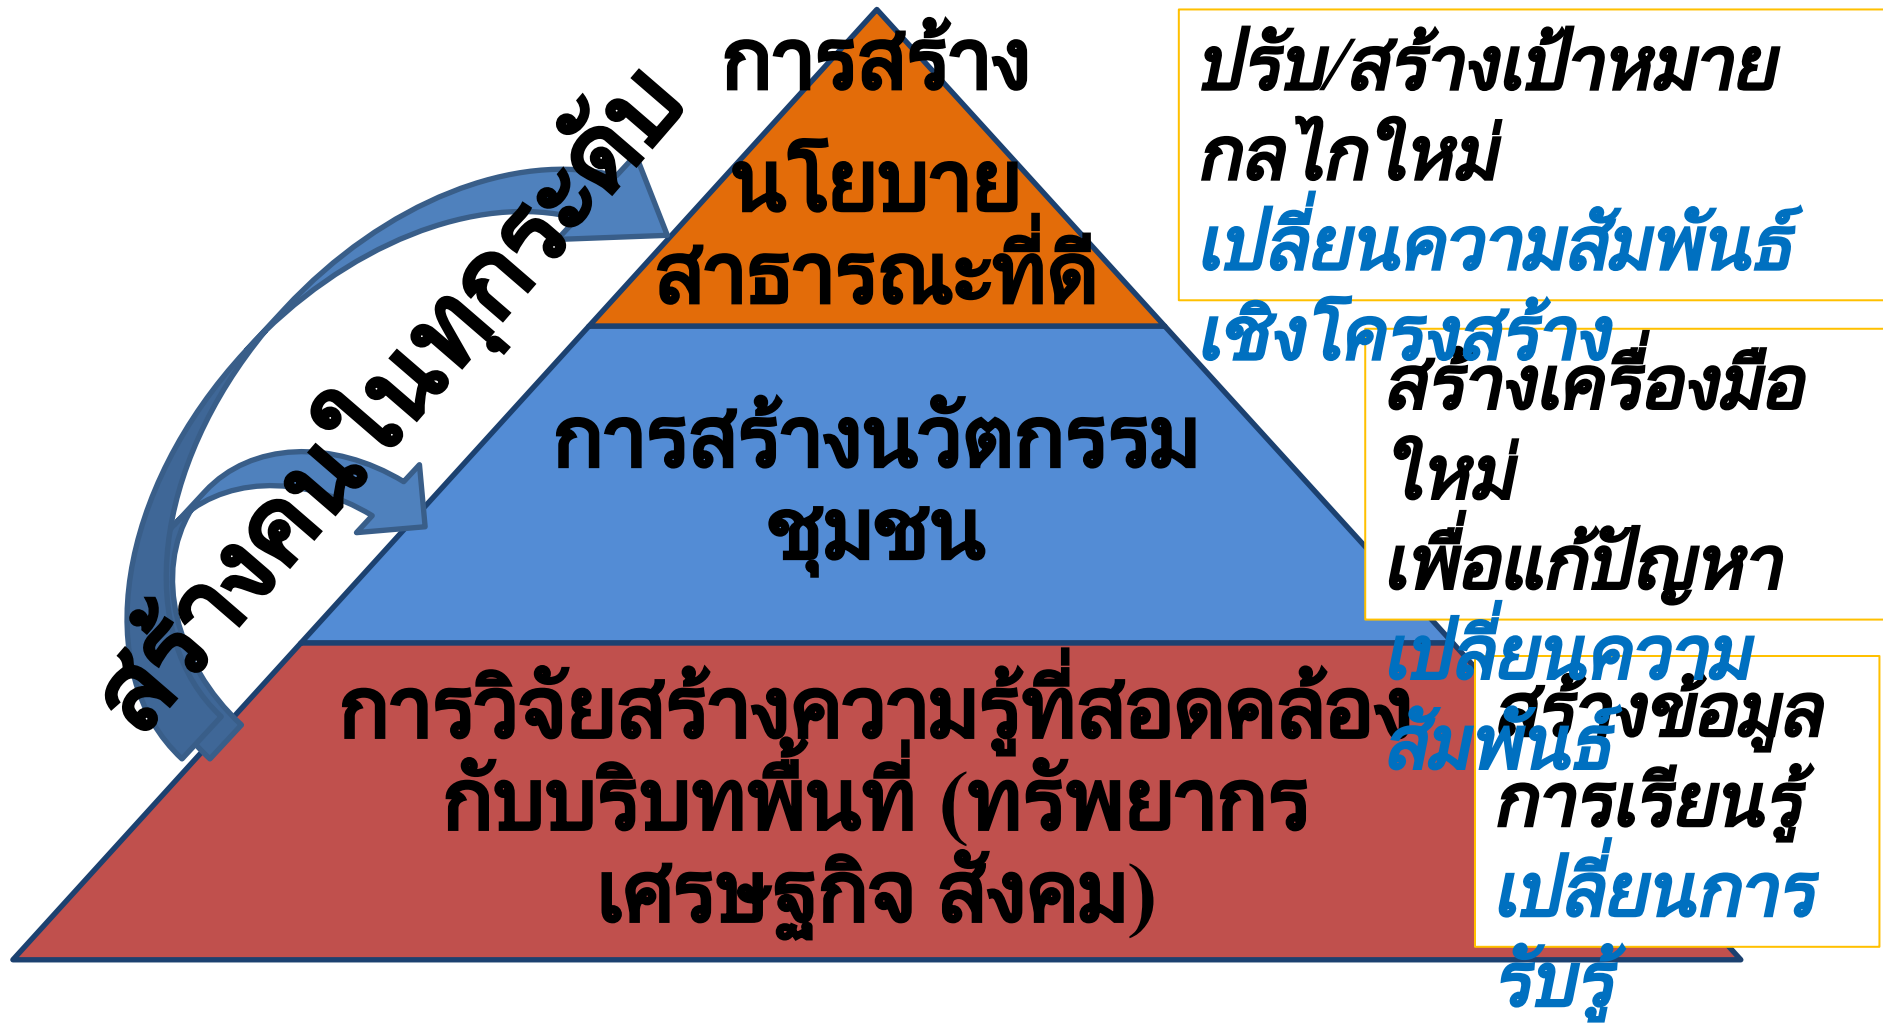 การสร้าง
นโยบาย
สาธารณะที่ดี
การสร้างนวัตกรรม
ชุมชน
การวิจัยสร้างความรู้ที่สอดคล้อง
กับบริบทพื้นที่ (ทรัพยากร
เศรษฐกิจ สังคม)
สร้างคนในทุกระดับ
ปรับ/สร้างเป้าหมาย
กลไกใหม่
เปลี่ยนความสัมพันธ์
เชิงโครงสร้าง
สร้างเครื่องมือ
ใหม่
เพื่อแก้ปัญหา
เปลี่ยนความ
สัมพันธ์
สร้างข้อมูล
การเรียนรู้
เปลี่ยนการ
รับรู้